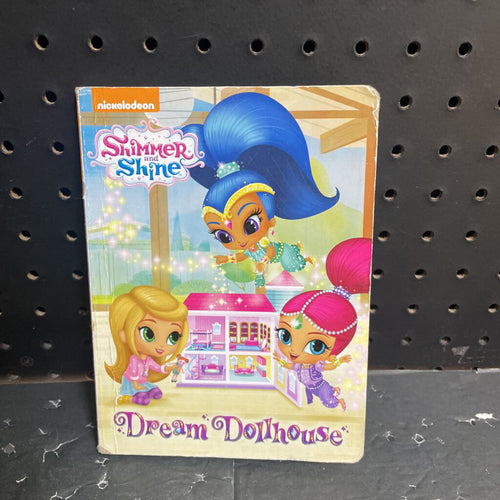 nickelodeon
Shimmer
and
Shine
Dream Dollhouse